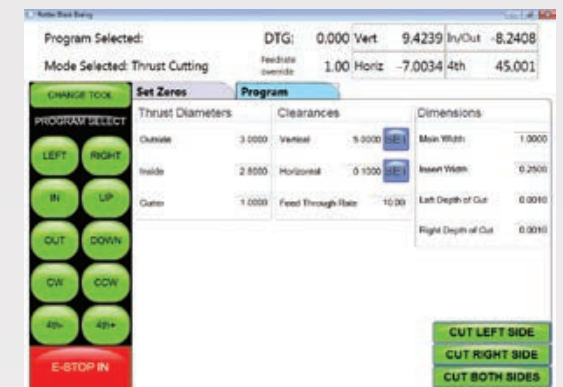 Rottler Block Boring
Program Selected: DTG: 0.000 Vert 9.4239 In/Out -8.2408
Mode Selected: Thrust Cutting Feedrate override 1.00 Horiz -7.0034 4th 45.001
CHANGE TOOL Set Zeros Program
PROGRAM SELECT
Thrust Diameters Clearances Dimensions
Outside 3.0000 Vertical 5.0000 SET Main Width 1.0000
Inside 2.8000 Horizontal 0.1000 SET Insert Width 0.2500
Cutter 1.0000 Feed Through Rate 10.00 Left Depth of Cut 0.0010
Right Depth of Cut 0.0010
LEFT RIGHT
IN UP
OUT DOWN
CW CCW
4th- 4th+
E-STOP IN
CUT LEFT SIDE
CUT RIGHT SIDE
CUT BOTH SIDES